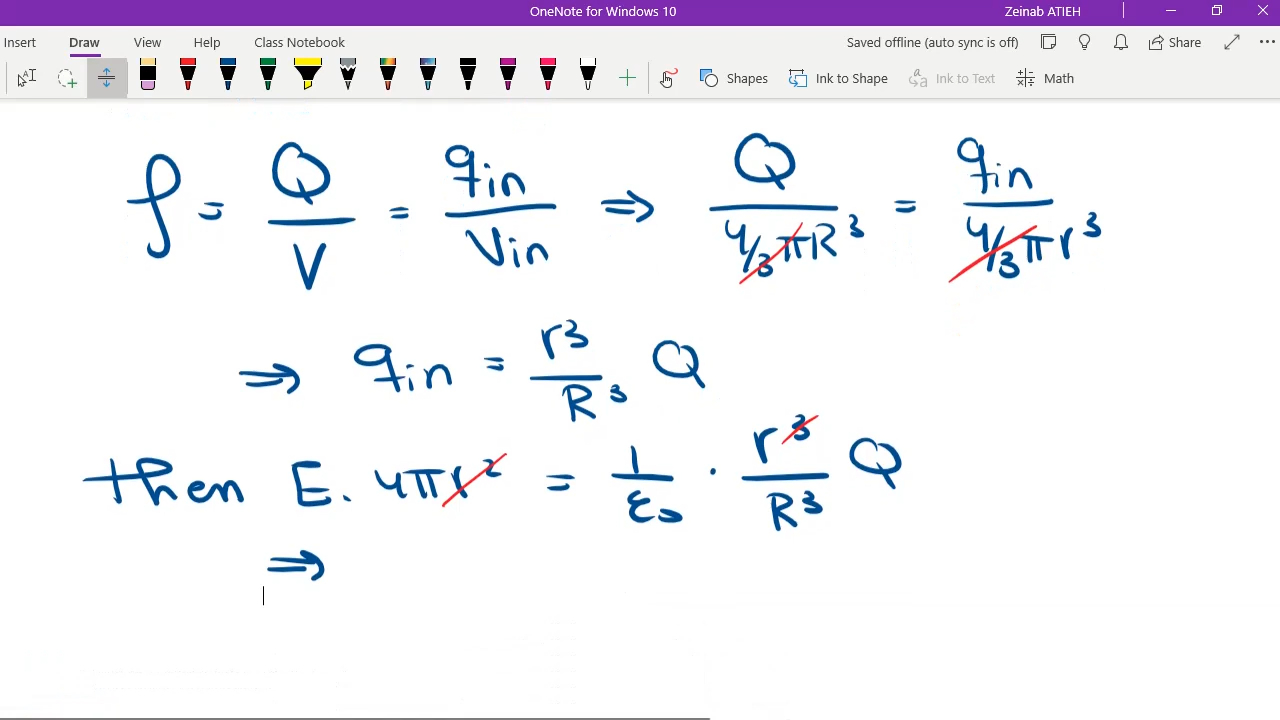 OneNote for Windows 10 Zeinab ATIEH
Insert Draw View Help Class Notebook Saved offline (auto sync is off) Share
Shapes Ink to Shape Ink to Text Math
ρ = Q/V = qin/Vin ⇒ Q/(4/3πR³) = qin/(4/3πr³)
⇒ qin = r³/R³ Q
then E. 4πr² = 1/ε₀ · r³/R³ Q
⇒